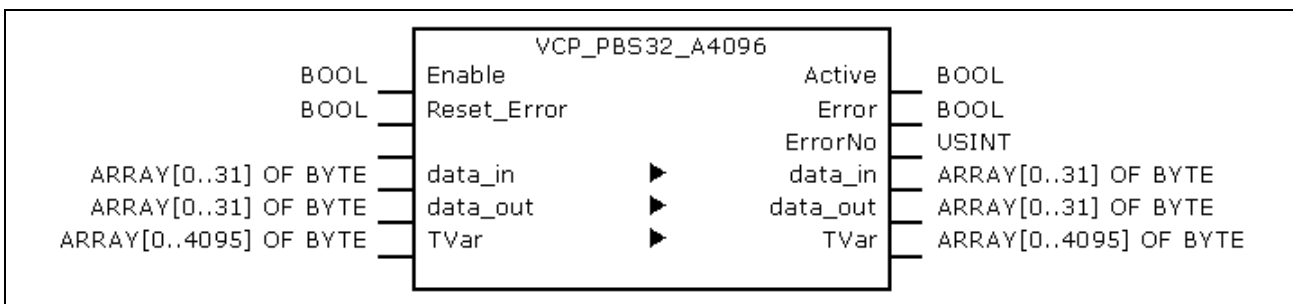 VCP_PBS32_A4096
BOOL Enable Active BOOL
BOOL Reset_Error Error BOOL
ErrorNo USINT
ARRAY[0..31] OF BYTE data_in ▶ data_in ARRAY[0..31] OF BYTE
ARRAY[0..31] OF BYTE data_out ▶ data_out ARRAY[0..31] OF BYTE
ARRAY[0..4095] OF BYTE TVar ▶ TVar ARRAY[0..4095] OF BYTE